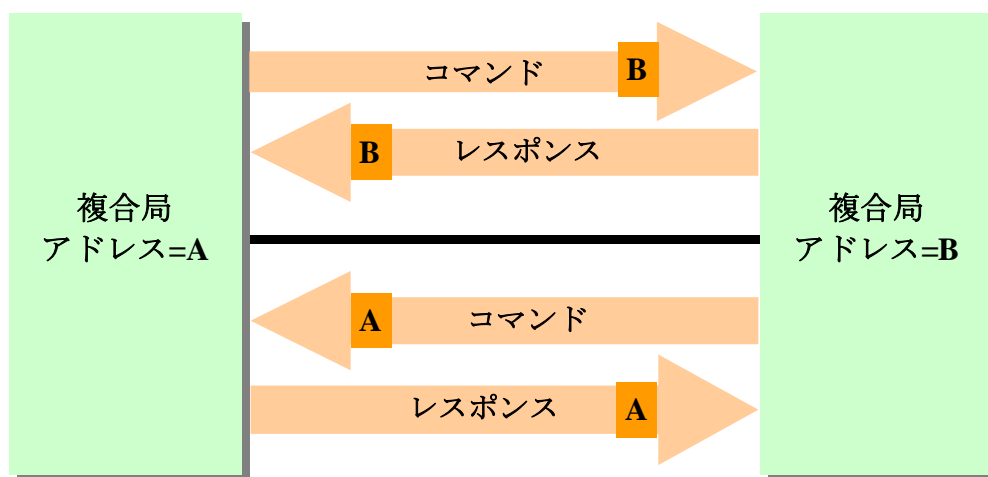 コマンド B
B レスポンス
複合局
アドレス=A
複合局
アドレス=B
A コマンド
レスポンス A